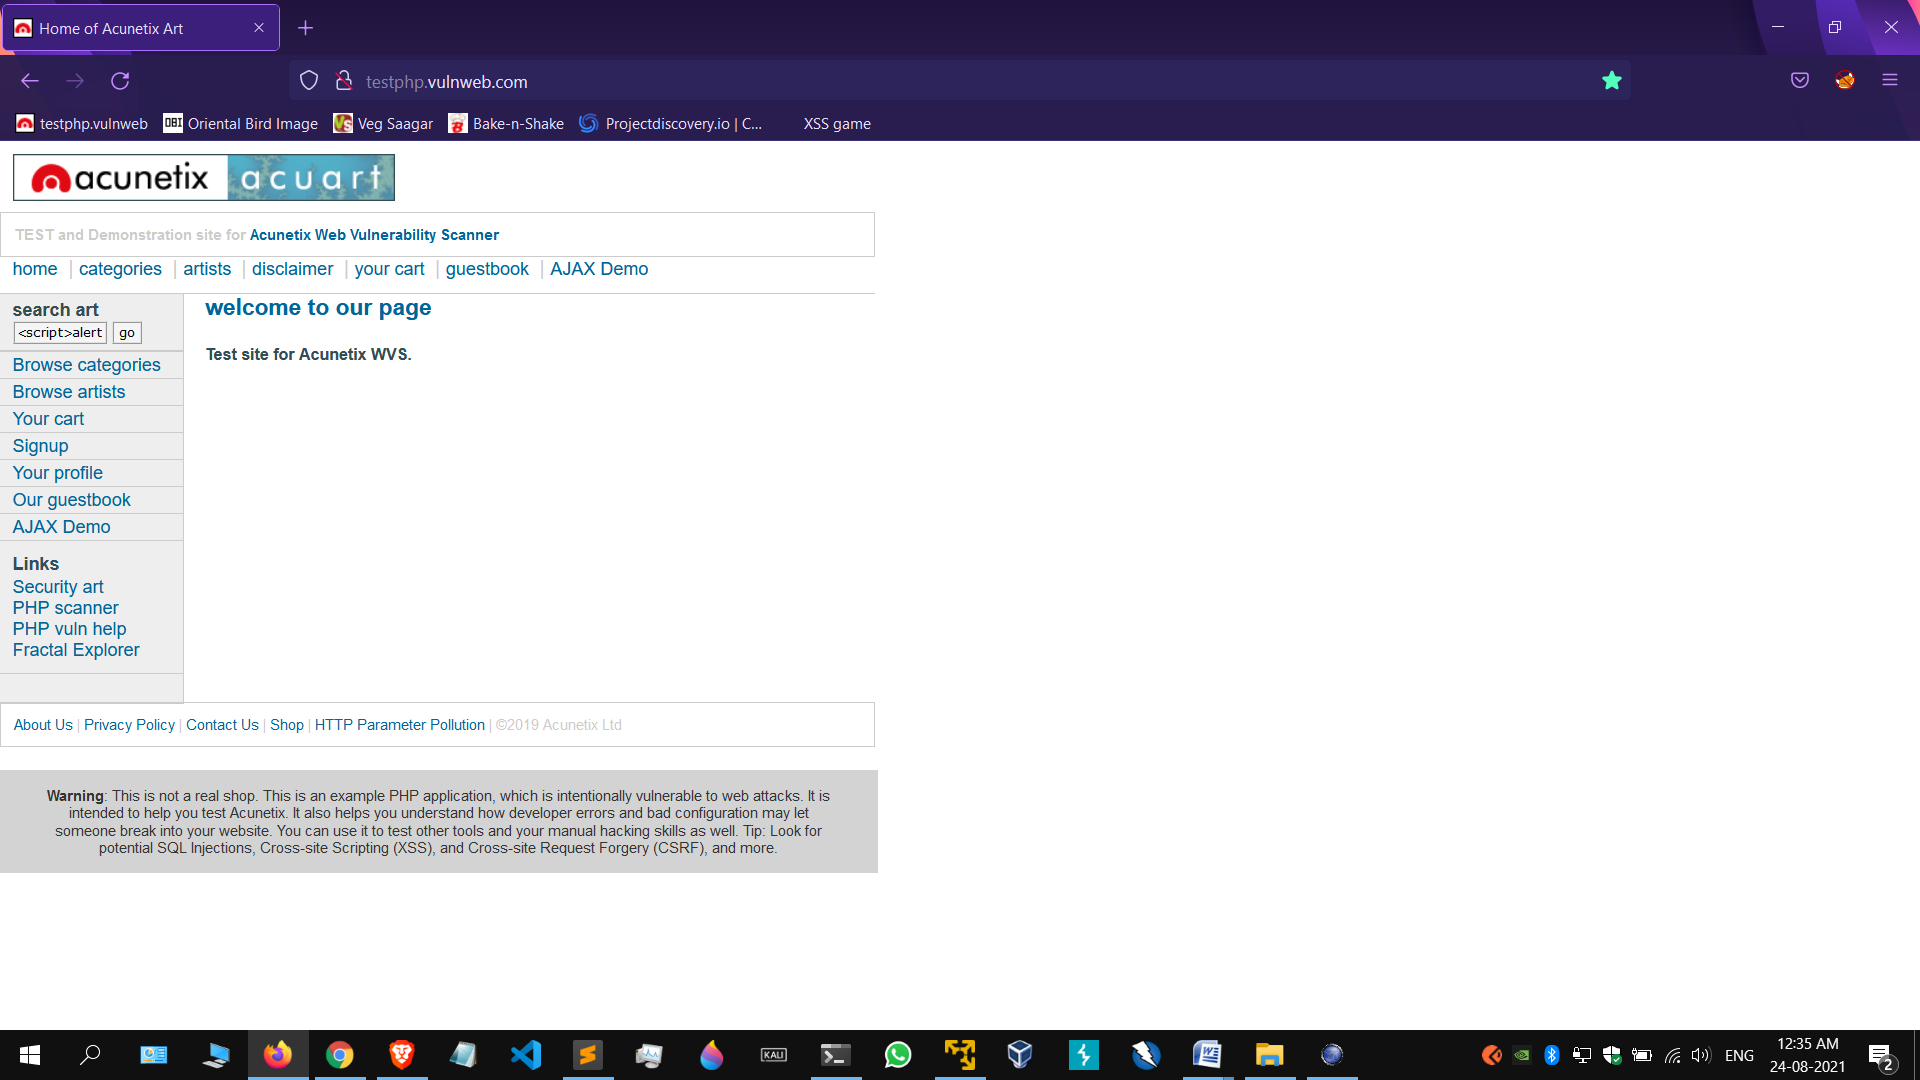 Home of Acunetix Art
testphp.vulnweb.com
testphp.vulnweb
Oriental Bird Image
Veg Saagar
Bake-n-Shake
Projectdiscovery.io | C...
XSS game
acunetix acuart
TEST and Demonstration site for Acunetix Web Vulnerability Scanner
home | categories | artists | disclaimer | your cart | guestbook | AJAX Demo
search art
<script>alert go
Browse categories
Browse artists
Your cart
Signup
Your profile
Our guestbook
AJAX Demo
Links
Security art
PHP scanner
PHP vuln help
Fractal Explorer
welcome to our page
Test site for Acunetix WVS.
About Us | Privacy Policy | Contact Us | Shop | HTTP Parameter Pollution | ©2019 Acunetix Ltd
Warning: This is not a real shop. This is an example PHP application, which is intentionally vulnerable to web attacks. It is
intended to help you test Acunetix. It also helps you understand how developer errors and bad configuration may let
someone break into your website. You can use it to test other tools and your manual hacking skills as well. Tip: Look for
potential SQL Injections, Cross-site Scripting (XSS), and Cross-site Request Forgery (CSRF), and more.
KALI
ENG
12:35 AM
24-08-2021
2